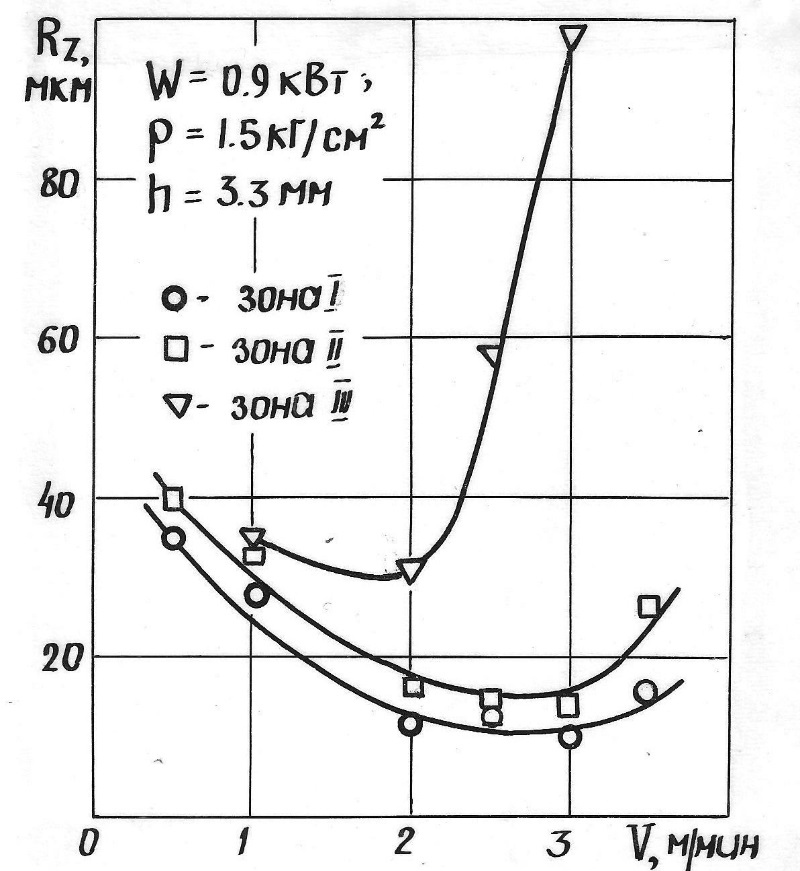 Rz,
мкм
W = 0.9 кВт;
p = 1.5 кГ/см²
h = 3.3 мм
80
О - зона I
60
□ - зона II
▽ - зона IV
40
20
0 1 2 3 V, м/мин